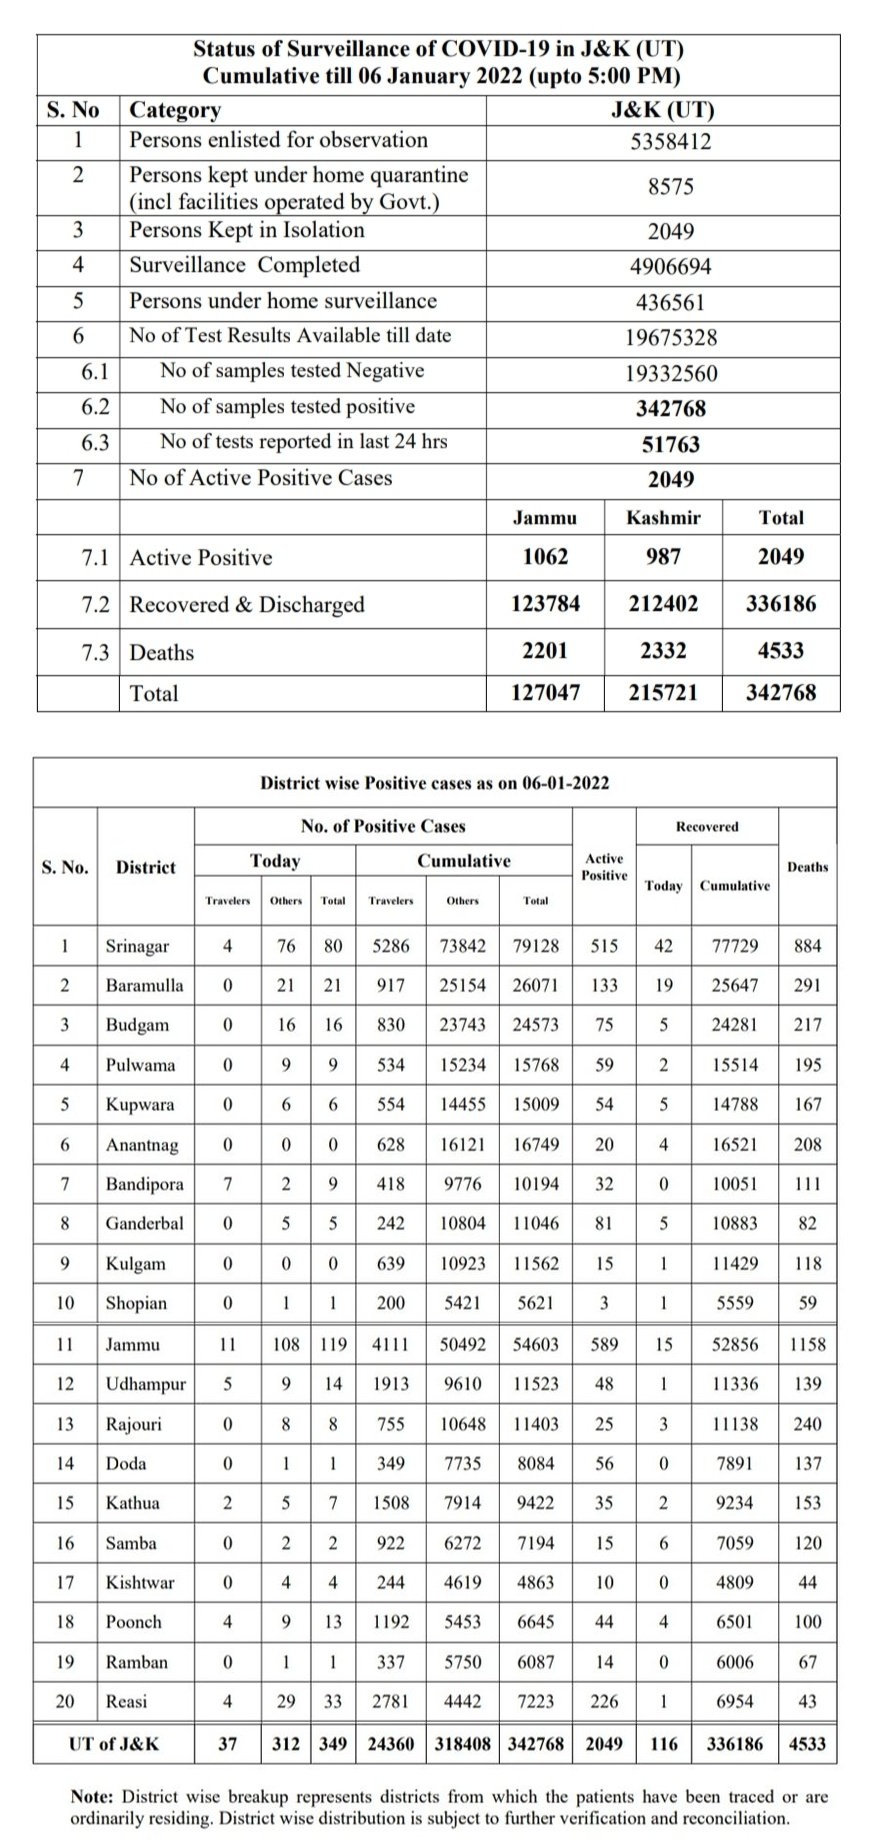 Status of Surveillance of COVID-19 in J&K (UT)
Cumulative till 06 January 2022 (upto 5:00 PM)
S. No Category J&K (UT)
1 Persons enlisted for observation 5358412
2 Persons kept under home quarantine
(incl facilities operated by Govt.) 8575
3 Persons Kept in Isolation 2049
4 Surveillance Completed 4906694
5 Persons under home surveillance 436561
6 No of Test Results Available till date 19675328
6.1 No of samples tested Negative 19332560
6.2 No of samples tested positive 342768
6.3 No of tests reported in last 24 hrs 51763
7 No of Active Positive Cases 2049
Jammu Kashmir Total
7.1 Active Positive 1062 987 2049
7.2 Recovered & Discharged 123784 212402 336186
7.3 Deaths 2201 2332 4533
Total 127047 215721 342768
District wise Positive cases as on 06-01-2022
S. No. District No. of Positive Cases Active Positive Recovered Deaths
Today Cumulative Today Cumulative
Travelers Others Total Travelers Others Total
1 Srinagar 4 76 80 5286 73842 79128 515 42 77729 884
2 Baramulla 0 21 21 917 25154 26071 133 19 25647 291
3 Budgam 0 16 16 830 23743 24573 75 5 24281 217
4 Pulwama 0 9 9 534 15234 15768 59 2 15514 195
5 Kupwara 0 6 6 554 14455 15009 54 5 14788 167
6 Anantnag 0 0 0 628 16121 16749 20 4 16521 208
7 Bandipora 7 2 9 418 9776 10194 32 0 10051 111
8 Ganderbal 0 5 5 242 10804 11046 81 5 10883 82
9 Kulgam 0 0 0 639 10923 11562 15 1 11429 118
10 Shopian 0 1 1 200 5421 5621 3 1 5559 59
11 Jammu 11 108 119 4111 50492 54603 589 15 52856 1158
12 Udhampur 5 9 14 1913 9610 11523 48 1 11336 139
13 Rajouri 0 8 8 755 10648 11403 25 3 11138 240
14 Doda 0 1 1 349 7735 8084 56 0 7891 137
15 Kathua 2 5 7 1508 7914 9422 35 2 9234 153
16 Samba 0 2 2 922 6272 7194 15 6 7059 120
17 Kishtwar 0 4 4 244 4619 4863 10 0 4809 44
18 Poonch 4 9 13 1192 5453 6645 44 4 6501 100
19 Ramban 0 1 1 337 5750 6087 14 0 6006 67
20 Reasi 4 29 33 2781 4442 7223 226 1 6954 43
UT of J&K 37 312 349 24360 318408 342768 2049 116 336186 4533
Note: District wise breakup represents districts from which the patients have been traced or are
ordinarily residing. District wise distribution is subject to further verification and reconciliation.